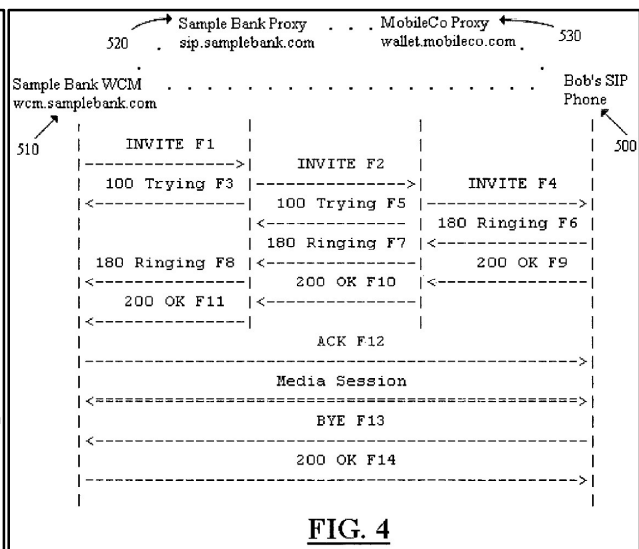 Sample Bank Proxy . . . MobileCo Proxy
520 sip.samplebank.com wallet.mobileco.com 530
Sample Bank WCM Bob's SIP
wcm.samplebank.com Phone
510 500
INVITE F1
INVITE F2
100 Trying F3 INVITE F4
100 Trying F5
180 Ringing F6
180 Ringing F7
180 Ringing F8 200 OK F9
200 OK F10
200 OK F11
ACK F12
Media Session
BYE F13
200 OK F14
FIG. 4